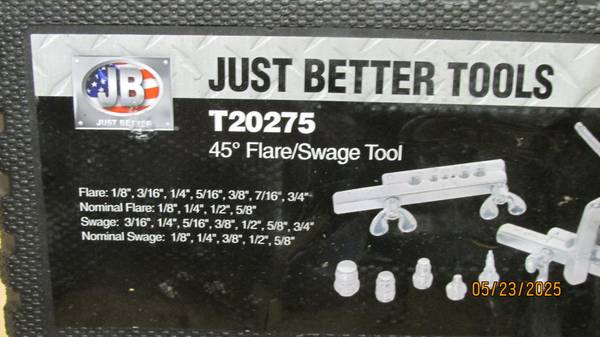 JB
JUST BETTER
JUST BETTER TOOLS
T20275
45° Flare/Swage Tool
Flare: 1/8", 3/16", 1/4", 5/16", 3/8", 7/16", 3/4"
Nominal Flare: 1/8", 1/4", 1/2", 5/8"
Swage: 3/16", 1/4", 5/16", 3/8", 1/2", 5/8", 3/4"
Nominal Swage: 1/8", 1/4", 3/8", 1/2", 5/8"
05/23/2025